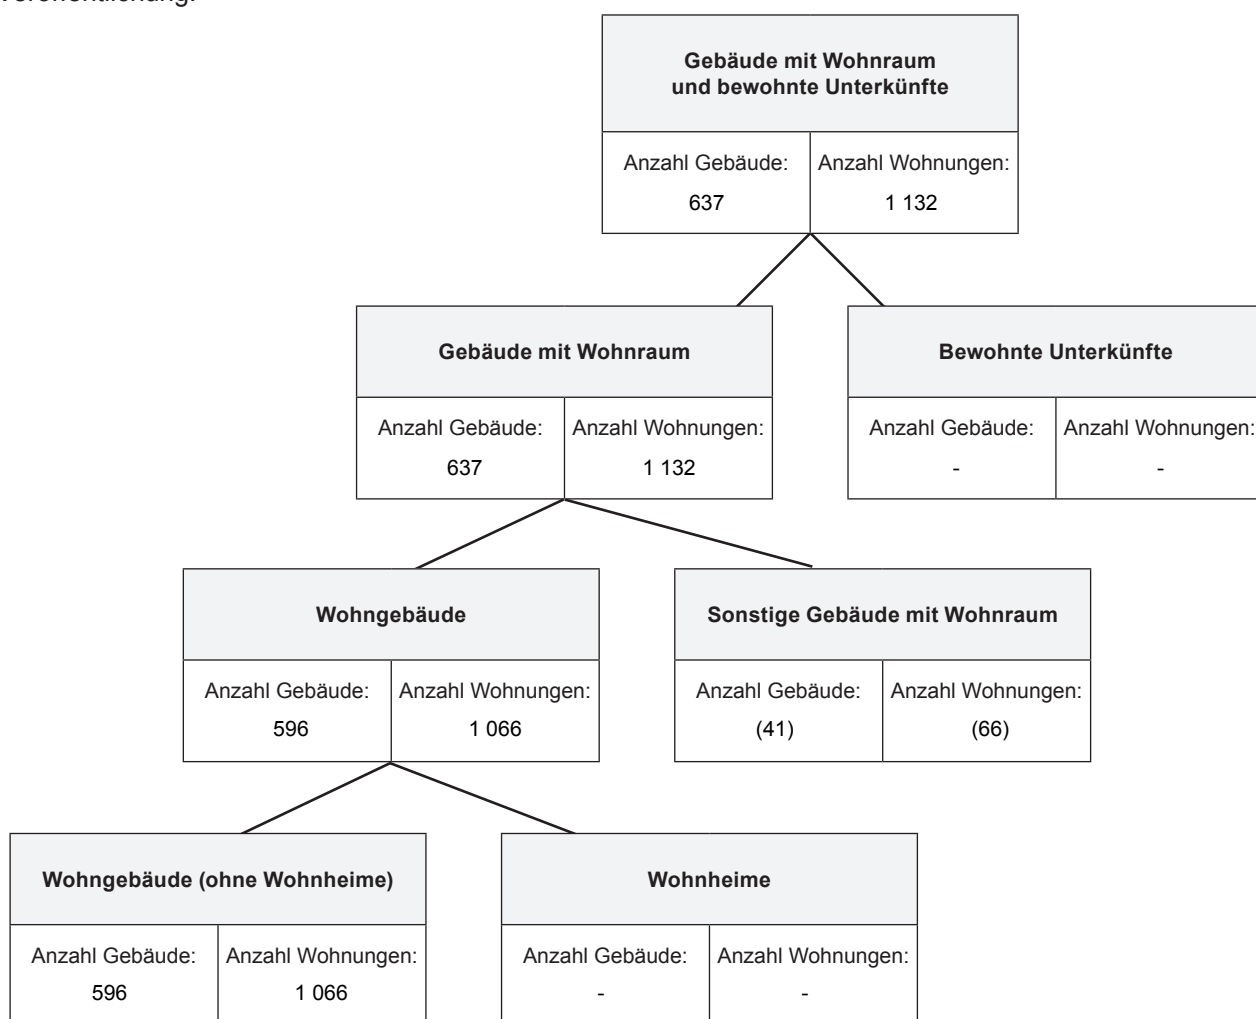 Veröffentlichung.
Gebäude mit Wohnraum
und bewohnte Unterkünfte
Anzahl Gebäude: Anzahl Wohnungen:
637 1 132
Gebäude mit Wohnraum Bewohnte Unterkünfte
Anzahl Gebäude: Anzahl Wohnungen: Anzahl Gebäude: Anzahl Wohnungen:
637 1 132 - -
Wohngebäude Sonstige Gebäude mit Wohnraum
Anzahl Gebäude: Anzahl Wohnungen: Anzahl Gebäude: Anzahl Wohnungen:
596 1 066 (41) (66)
Wohngebäude (ohne Wohnheime) Wohnheime
Anzahl Gebäude: Anzahl Wohnungen: Anzahl Gebäude: Anzahl Wohnungen:
596 1 066 - -